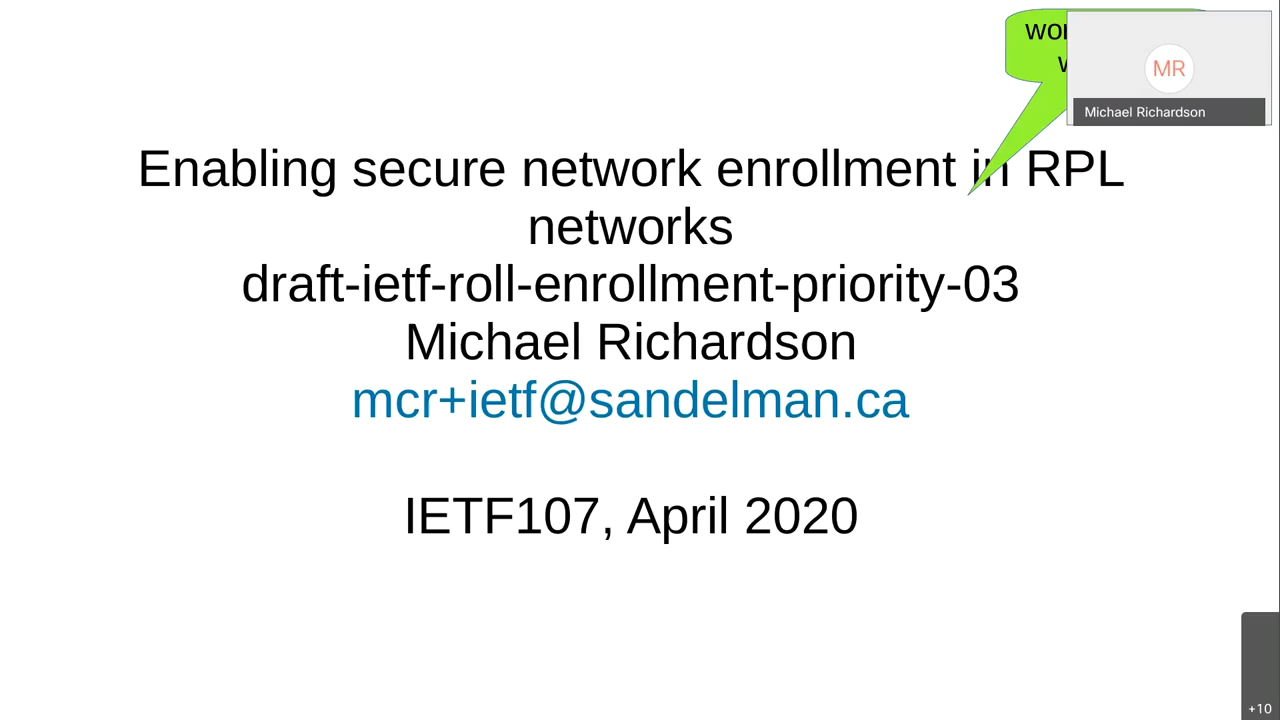 MR
Michael Richardson
Enabling secure network enrollment in RPL
networks
draft-ietf-roll-enrollment-priority-03
Michael Richardson
mcr+ietf@sandelman.ca
IETF107, April 2020
+10